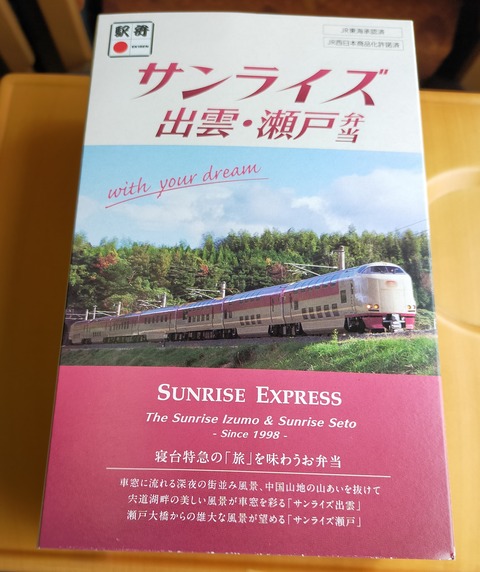 駅弁
EKIBEN
JR東海承認済
JR西日本商品化許諾済
サンライズ
出雲・瀬戸弁当
with your dream
SUNRISE EXPRESS
The Sunrise Izumo & Sunrise Seto
- Since 1998 -
寝台特急の「旅」を味わうお弁当
車窓に流れる深夜の街並み風景、中国山地の山あいを抜けて
宍道湖畔の美しい風景が車窓を彩る「サンライズ出雲」
瀬戸大橋からの雄大な風景が望める「サンライズ瀬戸」